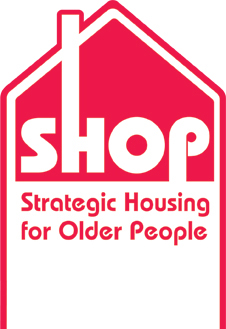 SHOP
Strategic Housing
for Older People